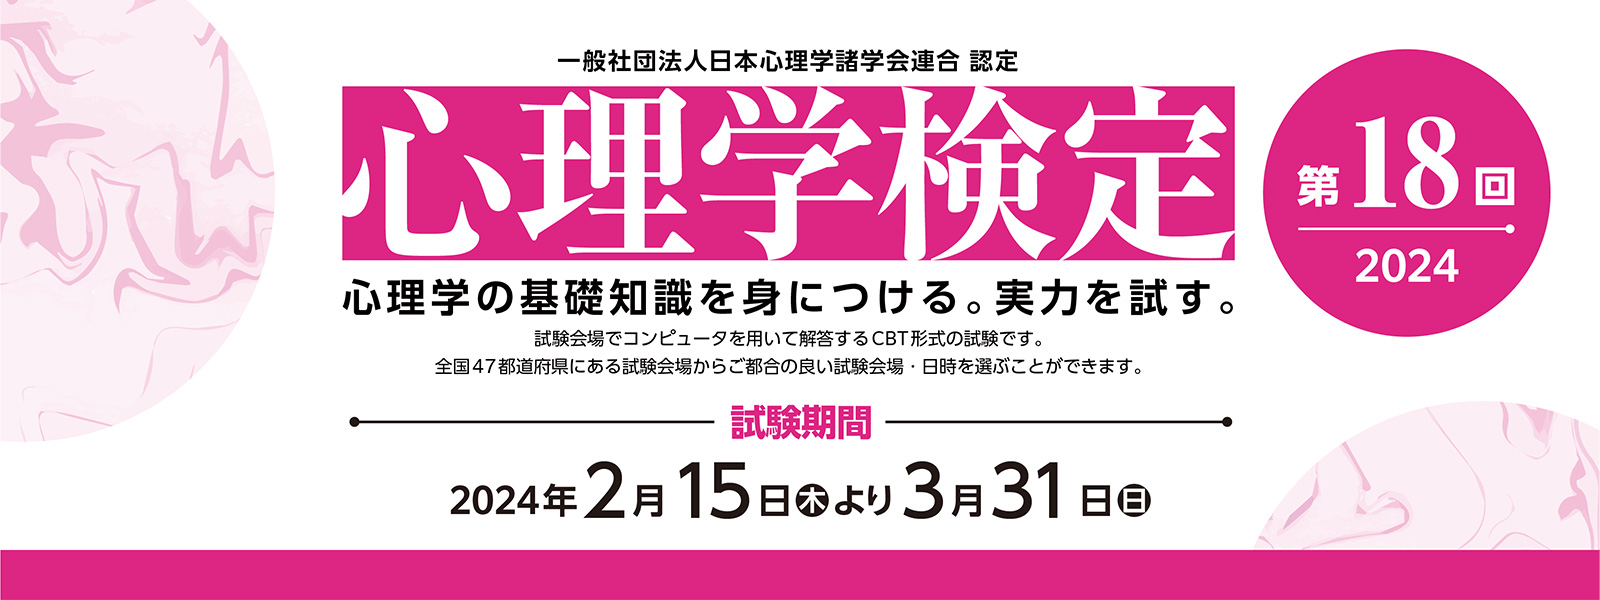 一般社団法人日本心理学諸学会連合 認定
心理学検定
第18回
2024
心理学の基礎知識を身につける。実力を試す。
試験会場でコンピュータを用いて解答するCBT形式の試験です。
全国47都道府県にある試験会場からご都合の良い試験会場・日時を選ぶことができます。
試験期間
2024年2月15日木より3月31日日